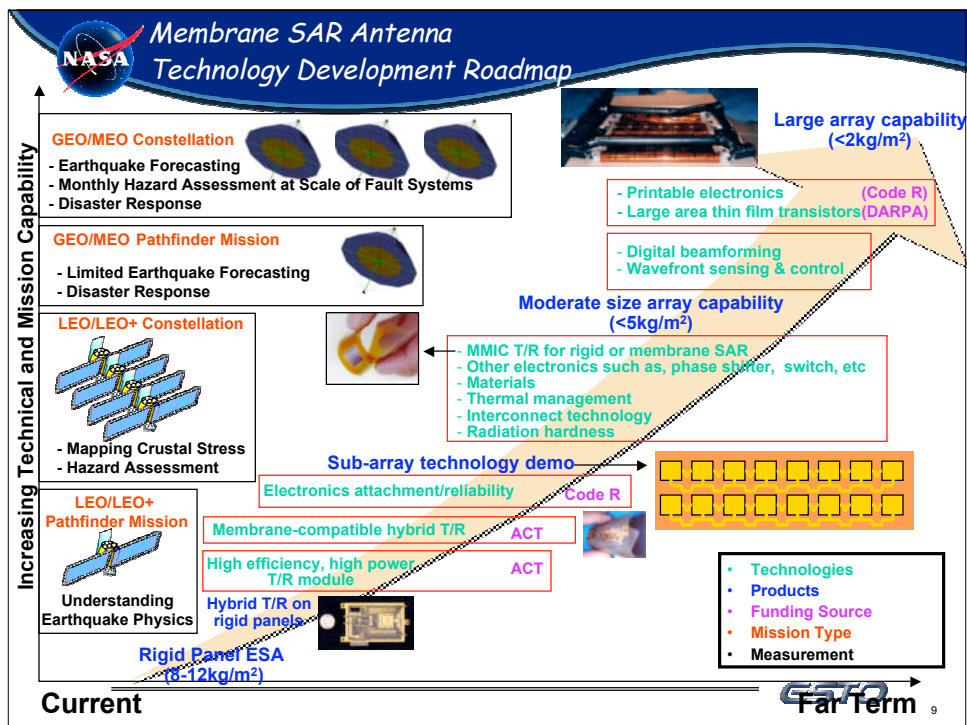 NASA
Membrane SAR Antenna
Technology Development Roadmap
Increasing Technical and Mission Capability
GEO/MEO Constellation
- Earthquake Forecasting
- Monthly Hazard Assessment at Scale of Fault Systems
- Disaster Response
Large array capability
(<2kg/m²)
- Printable electronics (Code R)
- Large area thin film transistors(DARPA)
GEO/MEO Pathfinder Mission
- Limited Earthquake Forecasting
- Disaster Response
- Digital beamforming
- Wavefront sensing & control
Moderate size array capability
(<5kg/m²)
LEO/LEO+ Constellation
- Mapping Crustal Stress
- Hazard Assessment
- MMIC T/R for rigid or membrane SAR
- Other electronics such as, phase shifter, switch, etc
- Materials
- Thermal management
- Interconnect technology
- Radiation hardness
Sub-array technology demo
Electronics attachment/reliability Code R
LEO/LEO+
Pathfinder Mission
Understanding
Earthquake Physics
Membrane-compatible hybrid T/R ACT
High efficiency, high power ACT
T/R module
Hybrid T/R on
rigid panels
Rigid Panel ESA
(8-12kg/m²)
• Technologies
• Products
• Funding Source
• Mission Type
• Measurement
Current
ESTO
Far Term
9